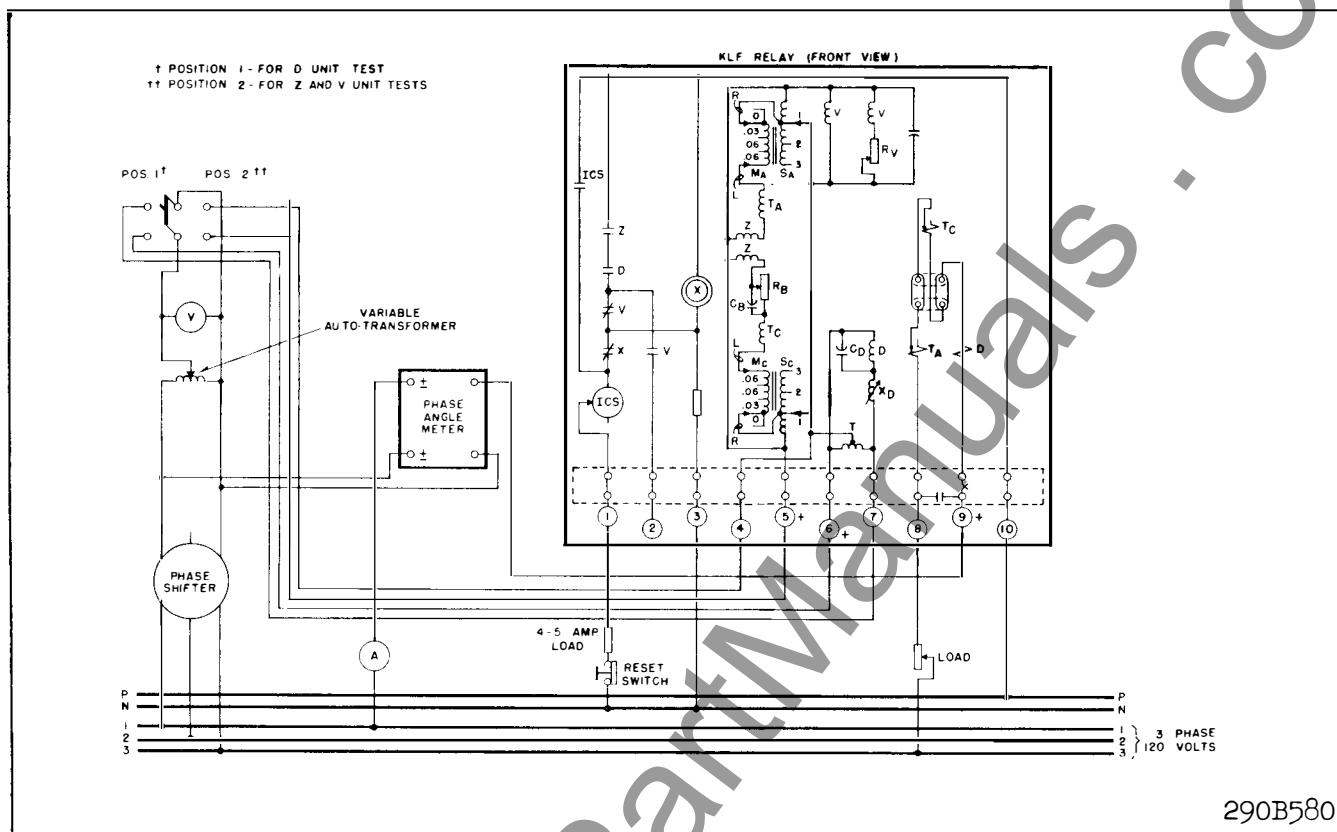 † POSITION 1 - FOR D UNIT TEST
†† POSITION 2 - FOR Z AND V UNIT TESTS
KLF RELAY (FRONT VIEW)
POS. 1†
POS 2 ††
V
VARIABLE
AUTO-TRANSFORMER
± 
PHASE
ANGLE
METER
±
PHASE
SHIFTER
A
ICS
Z
D
V
X
V
ICS
X
R
0
.03
.06
.06
L
MA
SA
1
2
3
TA
Z
Z
CB
RB
TC
L
MC
SC
.06
.06
.03
0
R
3
2
1
V
V
RV
TC
TA
< > D
CD
D
XD
T
1
2
3
4
5 +
6 +
7
8
9 +
10
4-5 AMP.
LOAD
RESET
SWITCH
LOAD
P
N
1
2
3
P
N
1
2
3
3 PHASE
120 VOLTS
290B580
PartManuals.co